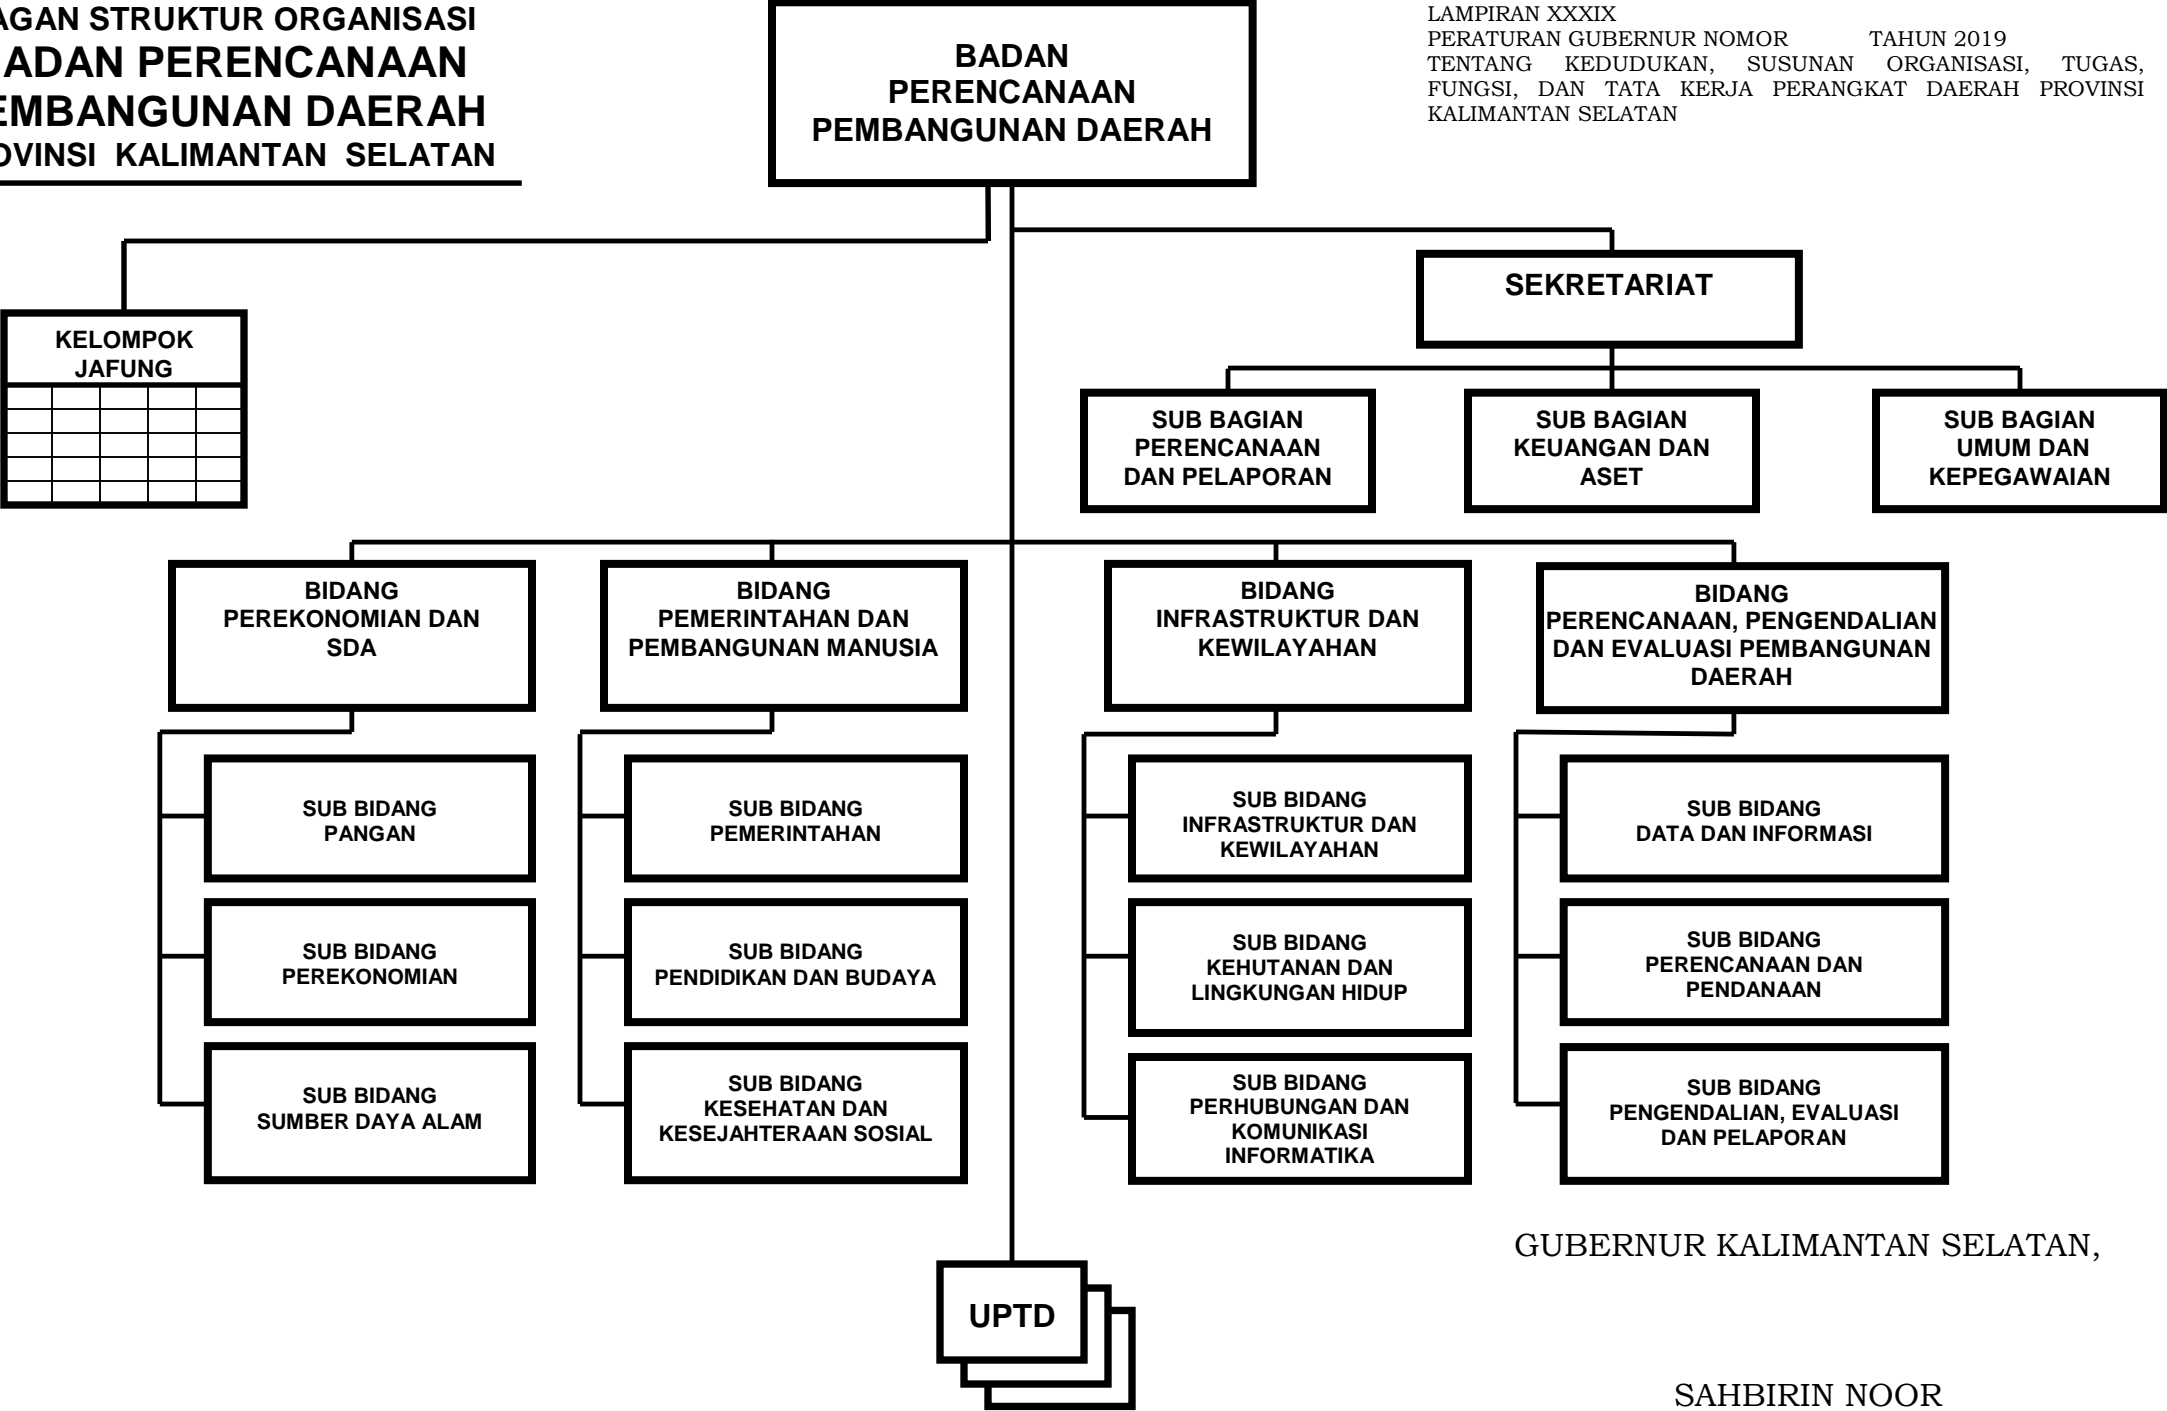 AGAN STRUKTUR ORGANISASI
ADAN PERENCANAAN
EMBANGUNAN DAERAH
OVINSI KALIMANTAN SELATAN
BADAN
PERENCANAAN
PEMBANGUNAN DAERAH
LAMPIRAN XXXIX
PERATURAN GUBERNUR NOMOR TAHUN 2019
TENTANG KEDUDUKAN, SUSUNAN ORGANISASI, TUGAS,
FUNGSI, DAN TATA KERJA PERANGKAT DAERAH PROVINSI
KALIMANTAN SELATAN
SEKRETARIAT
KELOMPOK
JAFUNG
SUB BAGIAN
PERENCANAAN
DAN PELAPORAN
SUB BAGIAN
KEUANGAN DAN
ASET
SUB BAGIAN
UMUM DAN
KEPEGAWAIAN
BIDANG
PEREKONOMIAN DAN
SDA
BIDANG
PEMERINTAHAN DAN
PEMBANGUNAN MANUSIA
BIDANG
INFRASTRUKTUR DAN
KEWILAYAHAN
BIDANG
PERENCANAAN, PENGENDALIAN
DAN EVALUASI PEMBANGUNAN
DAERAH
SUB BIDANG
PANGAN
SUB BIDANG
PEMERINTAHAN
SUB BIDANG
INFRASTRUKTUR DAN
KEWILAYAHAN
SUB BIDANG
DATA DAN INFORMASI
SUB BIDANG
PEREKONOMIAN
SUB BIDANG
PENDIDIKAN DAN BUDAYA
SUB BIDANG
KEHUTANAN DAN
LINGKUNGAN HIDUP
SUB BIDANG
PERENCANAAN DAN
PENDANAAN
SUB BIDANG
SUMBER DAYA ALAM
SUB BIDANG
KESEHATAN DAN
KESEJAHTERAAN SOSIAL
SUB BIDANG
PERHUBUNGAN DAN
KOMUNIKASI
INFORMATIKA
SUB BIDANG
PENGENDALIAN, EVALUASI
DAN PELAPORAN
GUBERNUR KALIMANTAN SELATAN,
UPTD
SAHBIRIN NOOR